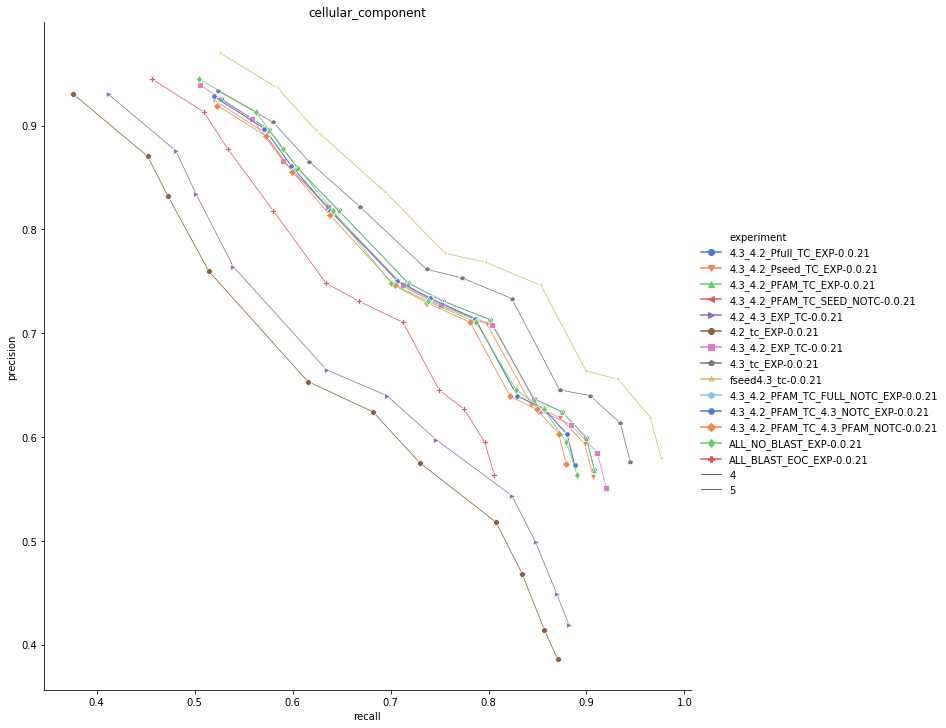 cellular_component
0.9
0.8
0.7
0.6
0.5
0.4
precision
0.4
0.5
0.6
0.7
0.8
0.9
1.0
recall
experiment
4.3_4.2_Pfull_TC_EXP-0.0.21
4.3_4.2_Pseed_TC_EXP-0.0.21
4.3_4.2_PFAM_TC_EXP-0.0.21
4.3_4.2_PFAM_TC_SEED_NOTC-0.0.21
4.2_4.3_EXP_TC-0.0.21
4.2_tc_EXP-0.0.21
4.3_4.2_EXP_TC-0.0.21
4.3_tc_EXP-0.0.21
fseed4.3_tc-0.0.21
4.3_4.2_PFAM_TC_FULL_NOTC_EXP-0.0.21
4.3_4.2_PFAM_TC_4.3_NOTC_EXP-0.0.21
4.3_4.2_PFAM_TC_4.3_PFAM_NOTC-0.0.21
ALL_NO_BLAST_EXP-0.0.21
ALL_BLAST_EOC_EXP-0.0.21
4
5